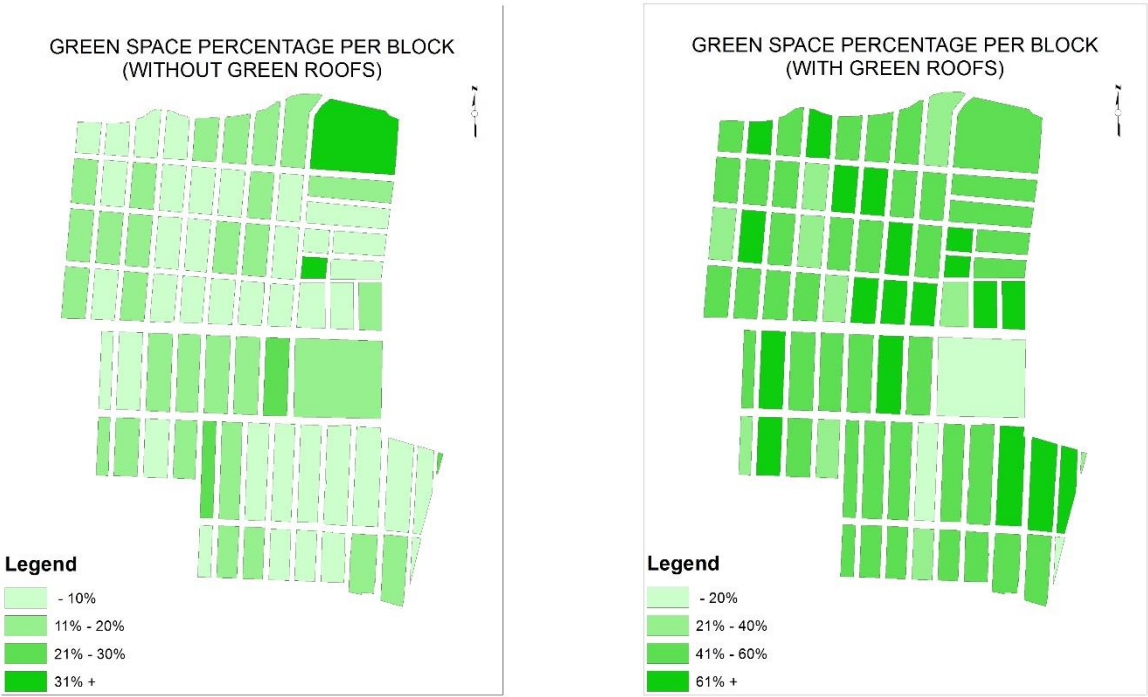 GREEN SPACE PERCENTAGE PER BLOCK
(WITHOUT GREEN ROOFS)
Legend
- 10%
11% - 20%
21% - 30%
31% +
GREEN SPACE PERCENTAGE PER BLOCK
(WITH GREEN ROOFS)
Legend
- 20%
21% - 40%
41% - 60%
61% +